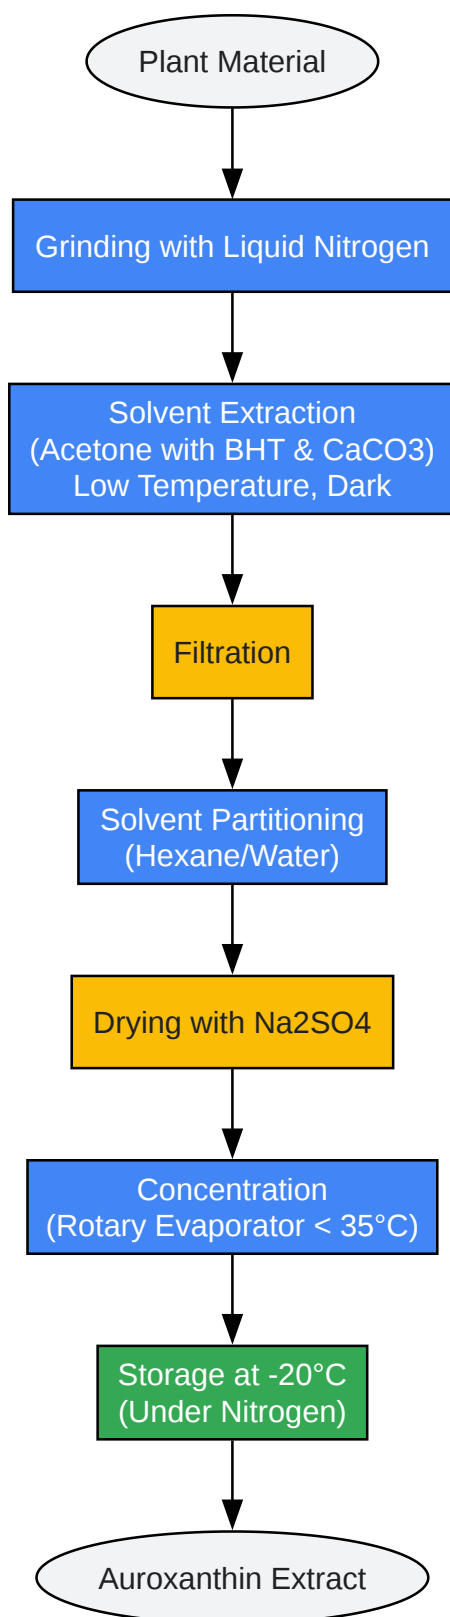 Plant Material
Grinding with Liquid Nitrogen
Solvent Extraction
(Acetone with BHT & CaCO3)
Low Temperature, Dark
Filtration
Solvent Partitioning
(Hexane/Water)
Drying with Na2SO4
Concentration
(Rotary Evaporator < 35°C)
Storage at -20°C
(Under Nitrogen)
Auroxanthin Extract